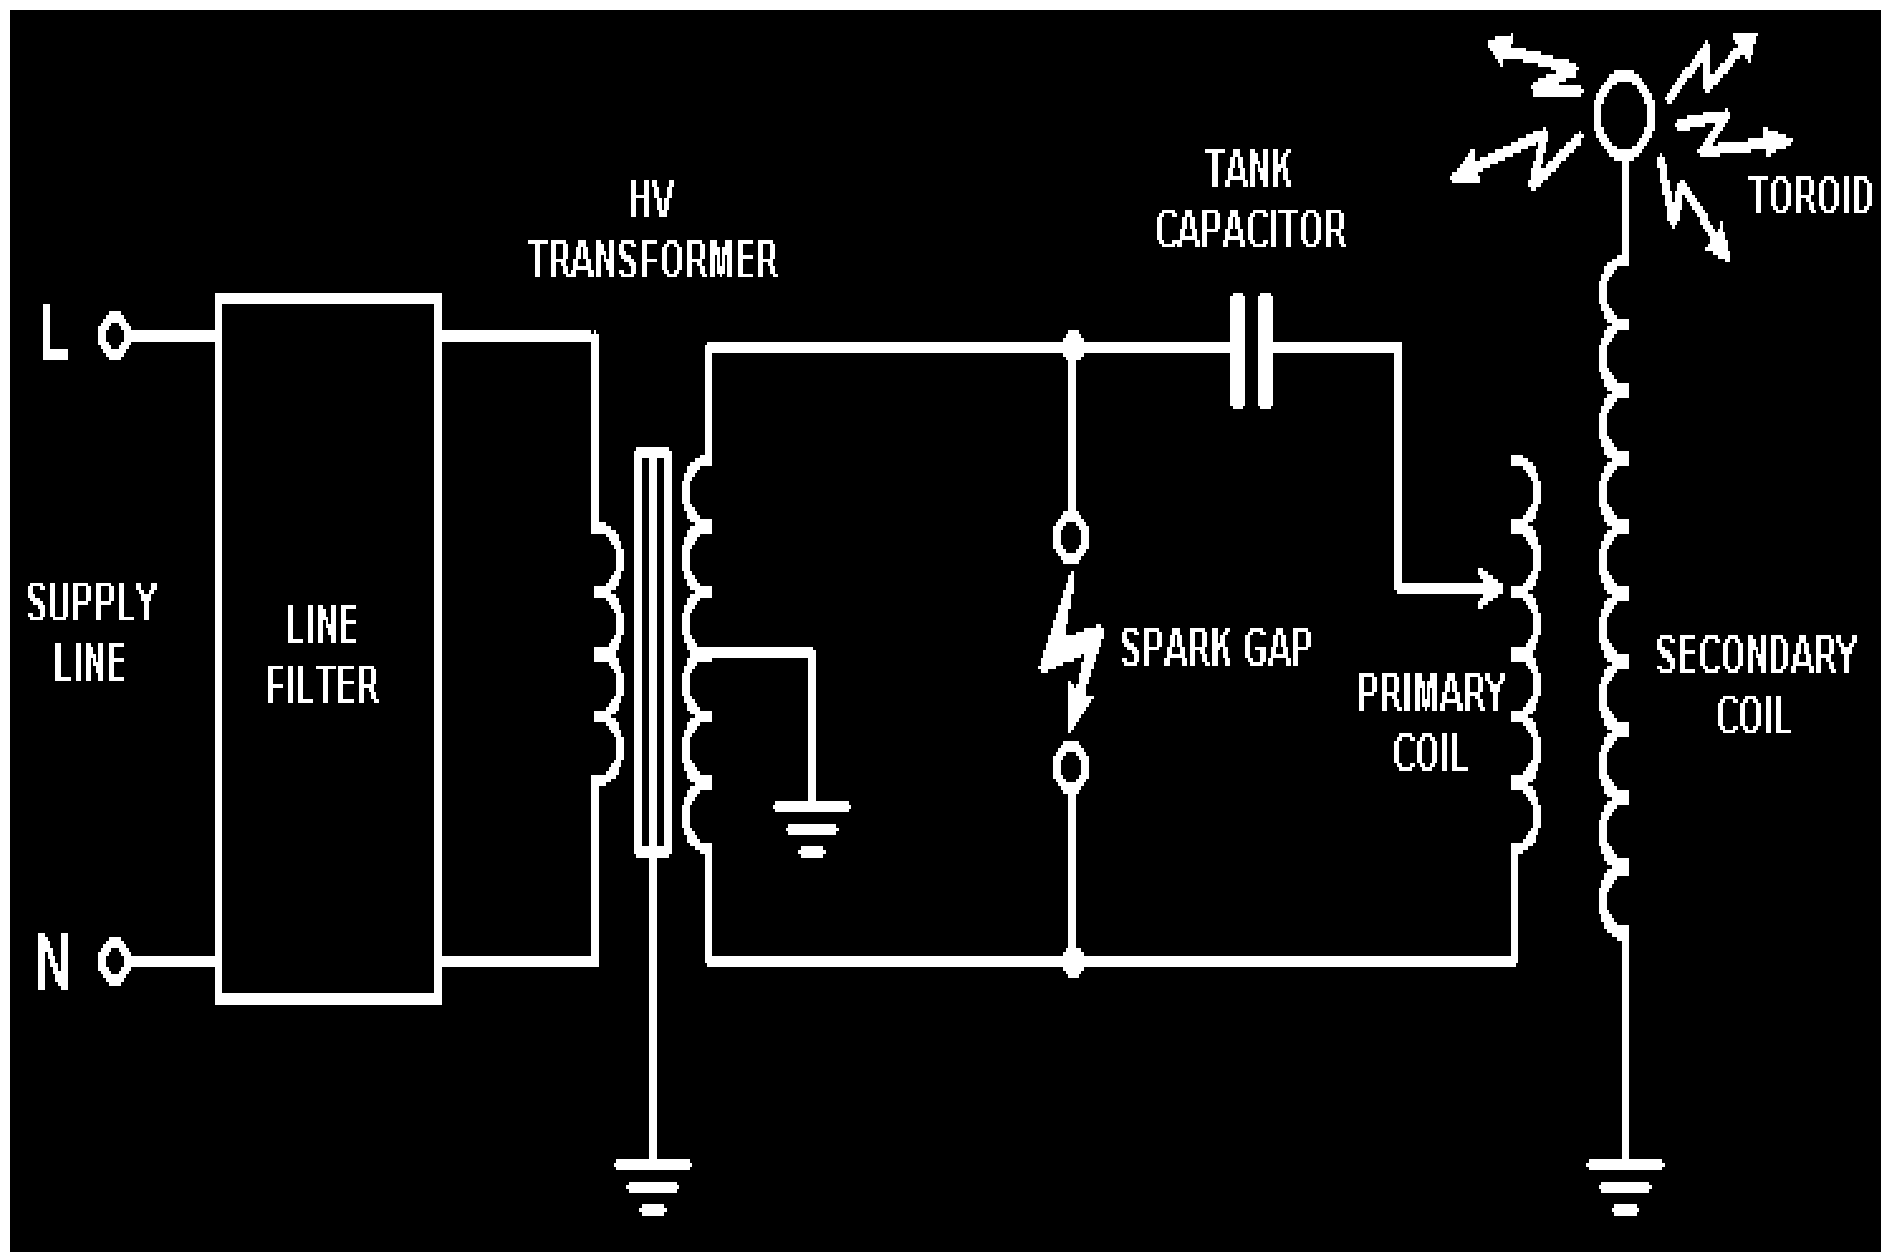 HV
TRANSFORMER
TANK
CAPACITOR
TOROID
L
SUPPLY
LINE
LINE
FILTER
SPARK GAP
PRIMARY
COIL
SECONDARY
COIL
N